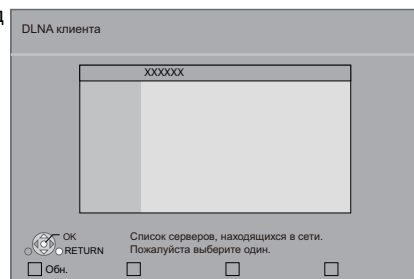 д
DLNA клиента
XXXXXX
OK
RETURN
Список серверов, находящихся в сети.
Пожалуйста выберите один.
Обн.